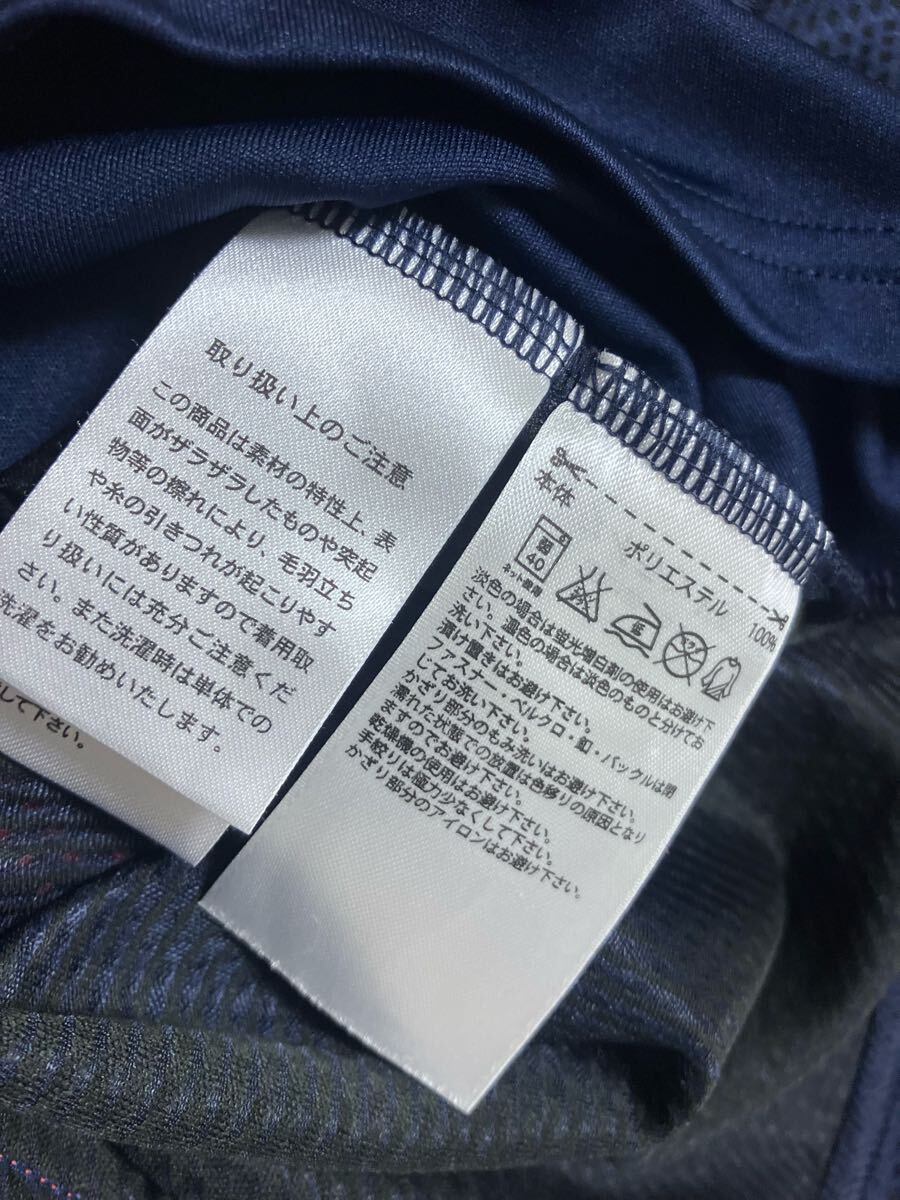 取り扱い上のご注意
この商品は素材の特性上、表
面がザラザラしたものや突起
物等の擦れにより、毛羽立ち
や糸の引きつれが起こりやす
い性質がありますので着用取
り扱いには充分ご注意くだ
さい。また洗濯時は単体での
洗濯をお勧めいたします。
して下さい。
本体
ポリエステル 100%
40
ネット使用
淡色の場合は蛍光増白剤の使用はお避け下
さい。濃色の場合は淡色のものと分けてお
洗い下さい。
漬け置きはお避け下さい。
ファスナー・ベルクロ・釦・バックルは閉
じてお洗い下さい。
かざり部分のもみ洗いはお避け下さい。
濡れたが状態での放置は色移りの原因となり
ますのでお避け下さい。
乾燥機の使用はお避け下さい。
手絞りは極力少なくして下さい。
かざり部分のアイロンはお避け下さい。